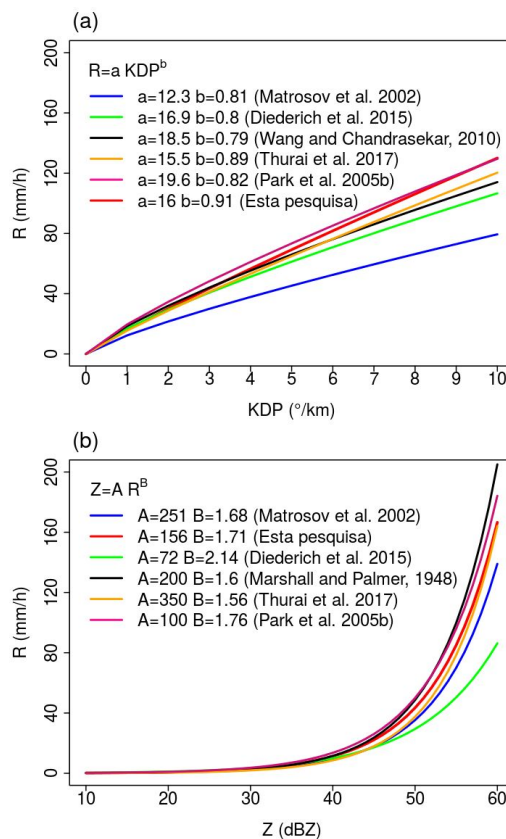 (a)
200
160
120
80
40
0
R (mm/h)
R=a KDPᵇ
a=12.3 b=0.81 (Matrosov et al. 2002)
a=16.9 b=0.8 (Diederich et al. 2015)
a=18.5 b=0.79 (Wang and Chandrasekar, 2010)
a=15.5 b=0.89 (Thurai et al. 2017)
a=19.6 b=0.82 (Park et al. 2005b)
a=16 b=0.91 (Esta pesquisa)
0 1 2 3 4 5 6 7 8 9 10
KDP (°/km)
(b)
200
160
120
80
40
0
R (mm/h)
Z=A Rᴮ
A=251 B=1.68 (Matrosov et al. 2002)
A=156 B=1.71 (Esta pesquisa)
A=72 B=2.14 (Diederich et al. 2015)
A=200 B=1.6 (Marshall and Palmer, 1948)
A=350 B=1.56 (Thurai et al. 2017)
A=100 B=1.76 (Park et al. 2005b)
10 20 30 40 50 60
Z (dBZ)